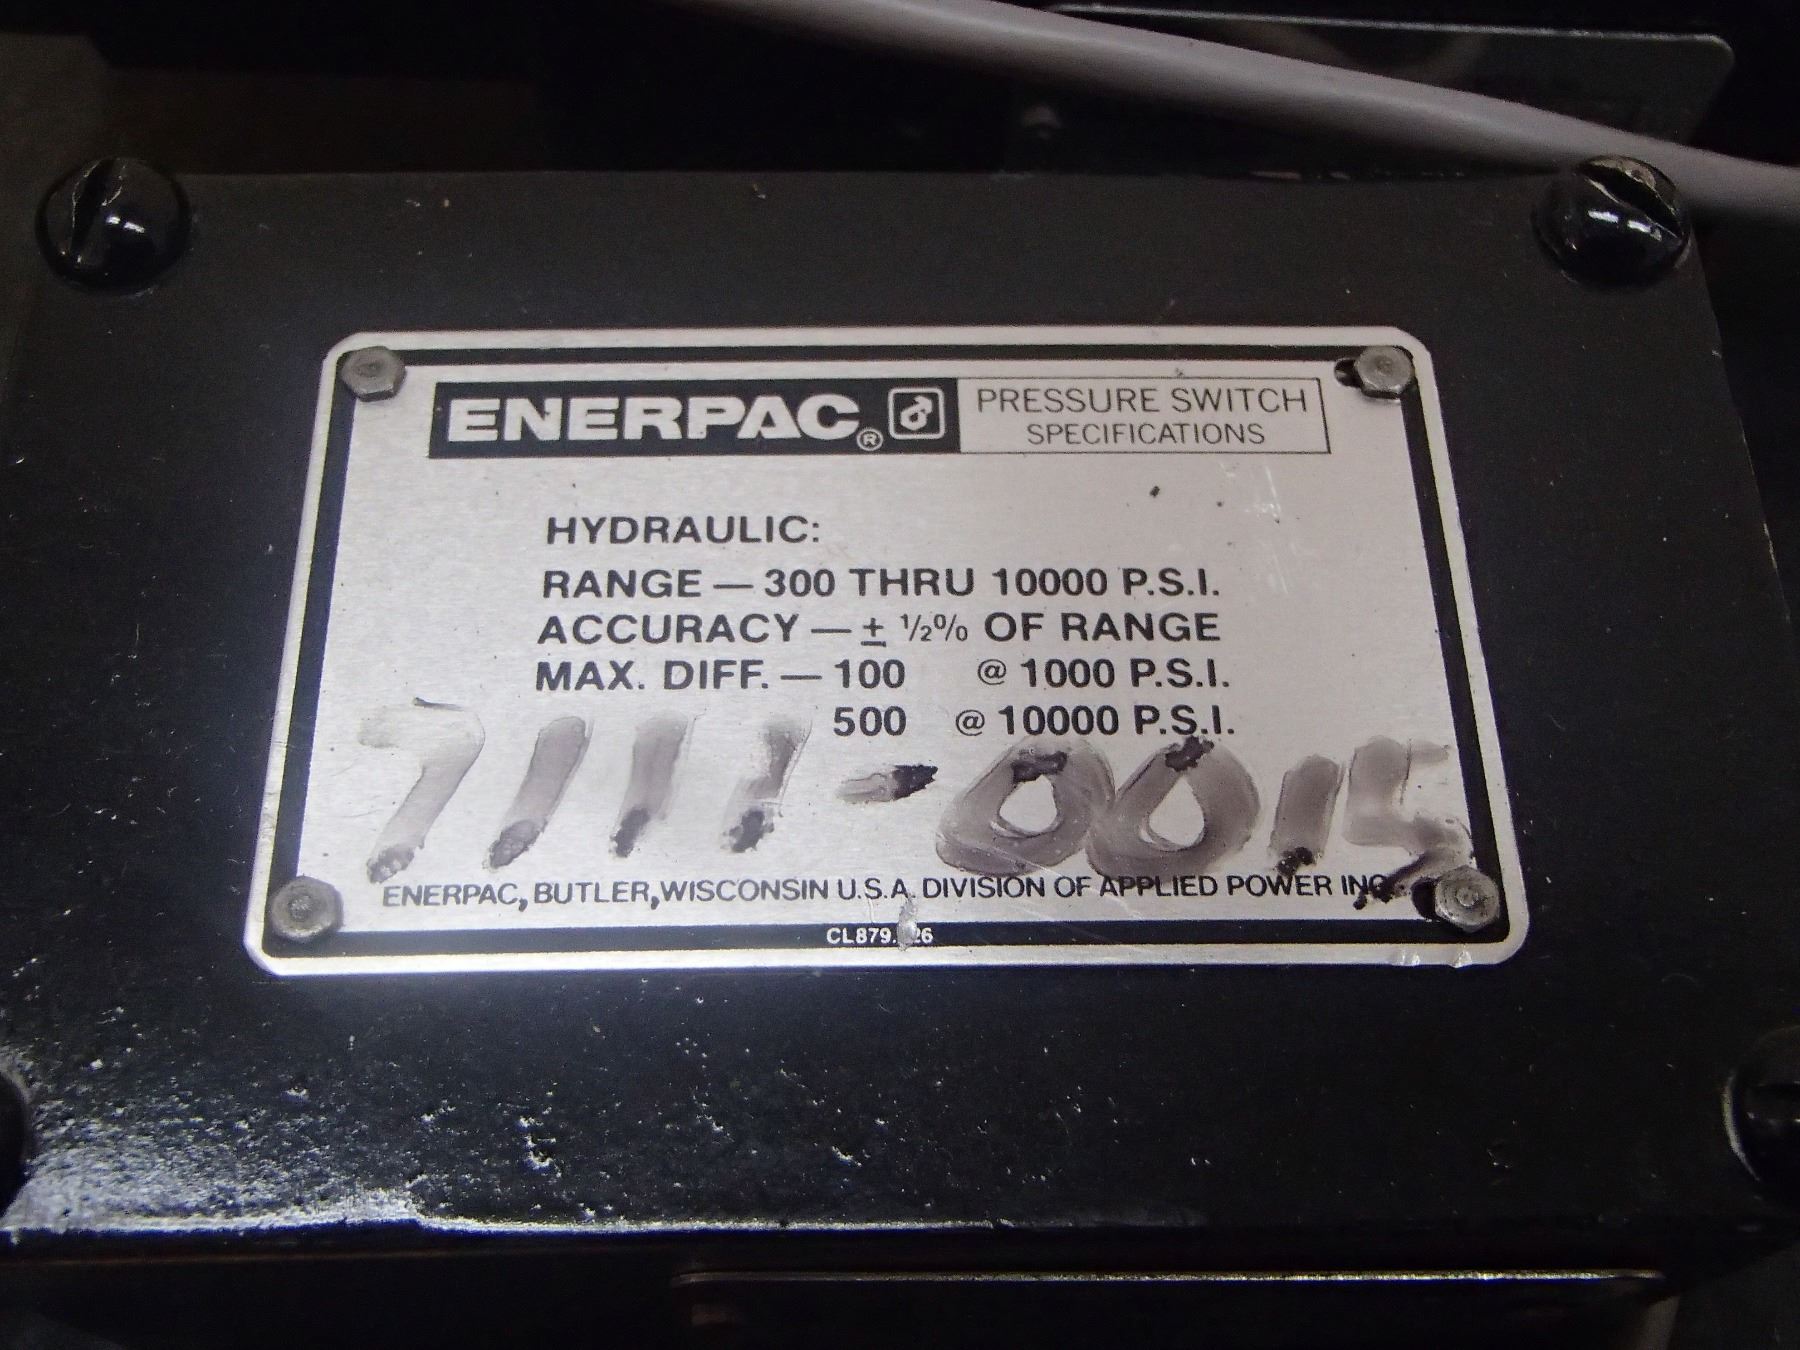 ENERPAC® PRESSURE SWITCH
SPECIFICATIONS
HYDRAULIC:
RANGE — 300 THRU 10000 P.S.I.
ACCURACY — ± 1/2% OF RANGE
MAX. DIFF. — 100 @ 1000 P.S.I.
500 @ 10000 P.S.I.
7111-0015
ENERPAC, BUTLER, WISCONSIN U.S.A. DIVISION OF APPLIED POWER INC.